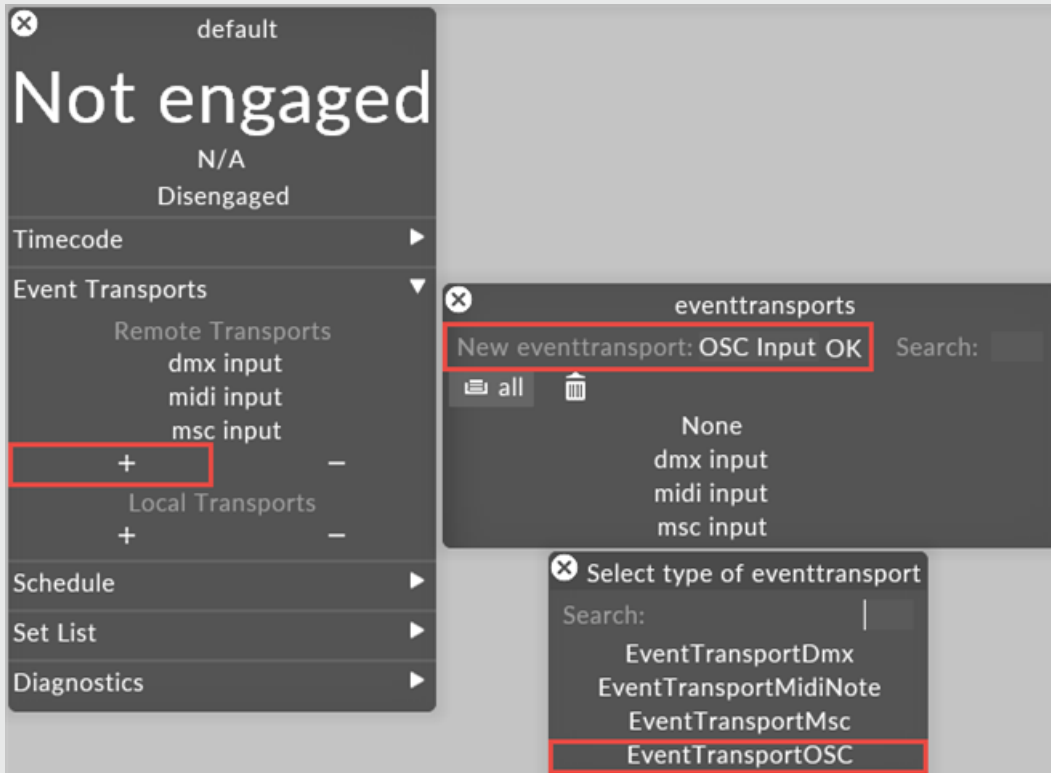 default
Not engaged
N/A
Disengaged
Timecode
Event Transports
Remote Transports
dmx input
midi input
msc input
+ −
Local Transports
+ −
Schedule
Set List
Diagnostics
eventtransports
New eventtransport: OSC Input OK Search:
all
None
dmx input
midi input
msc input
Select type of eventtransport
Search:
EventTransportDmx
EventTransportMidiNote
EventTransportMsc
EventTransportOSC